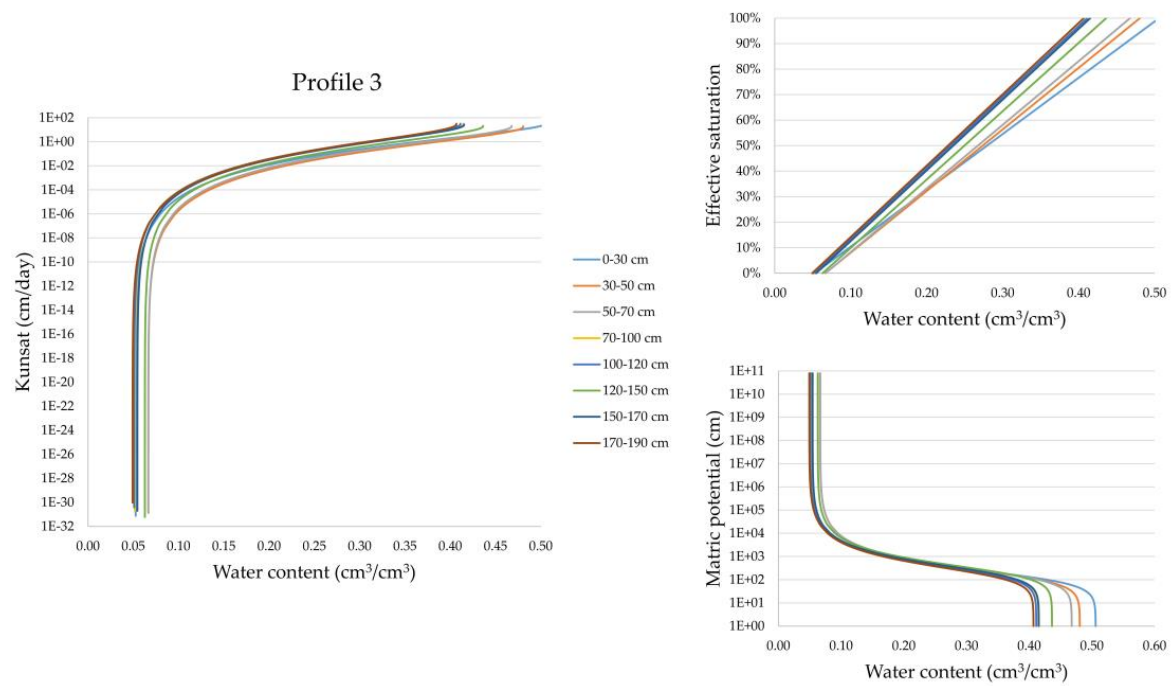 Profile 3
Kunsat (cm/day)
1E+02
1E+00
1E-02
1E-04
1E-06
1E-08
1E-10
1E-12
1E-14
1E-16
1E-18
1E-20
1E-22
1E-24
1E-26
1E-28
1E-30
1E-32
0.00 0.05 0.10 0.15 0.20 0.25 0.30 0.35 0.40 0.45 0.50
Water content (cm³/cm³)
0-30 cm
30-50 cm
50-70 cm
70-100 cm
100-120 cm
120-150 cm
150-170 cm
170-190 cm
Effective saturation
100%
90%
80%
70%
60%
50%
40%
30%
20%
10%
0%
0.00 0.10 0.20 0.30 0.40 0.50
Water content (cm³/cm³)
Matric potential (cm)
1E+11
1E+10
1E+09
1E+08
1E+07
1E+06
1E+05
1E+04
1E+03
1E+02
1E+01
1E+00
0.00 0.10 0.20 0.30 0.40 0.50 0.60
Water content (cm³/cm³)